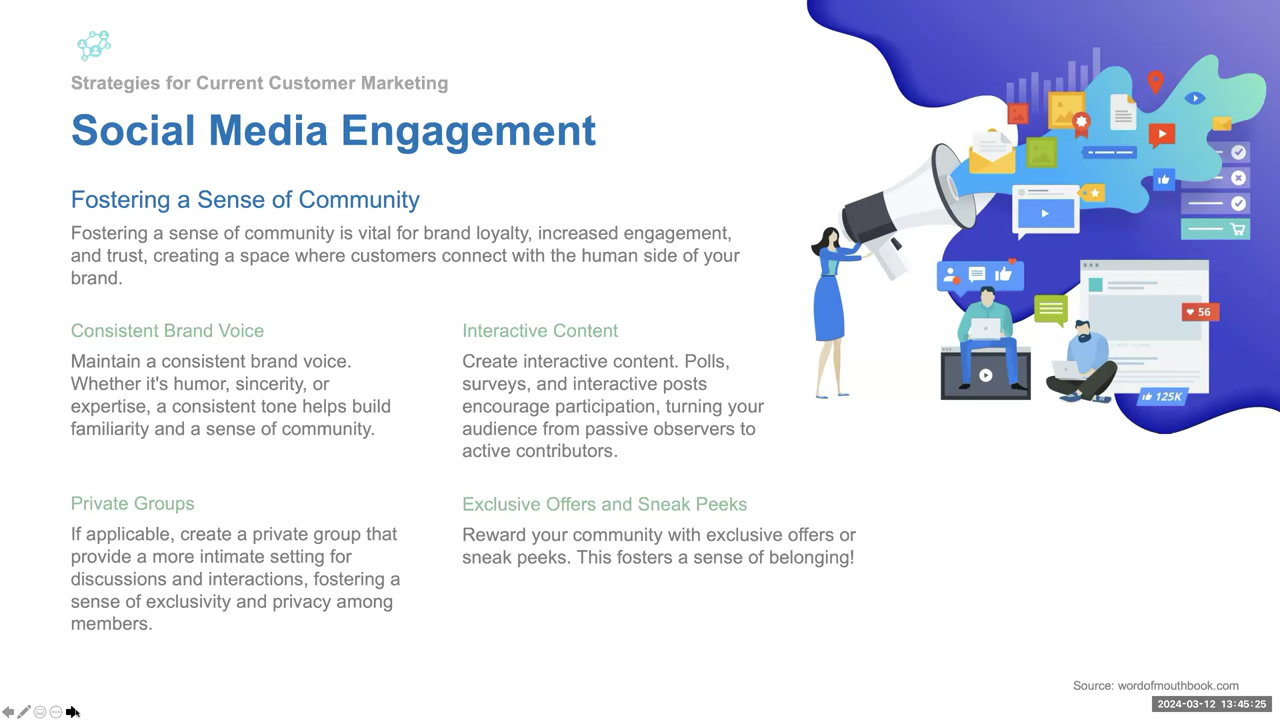 Strategies for Current Customer Marketing
Social Media Engagement
Fostering a Sense of Community
Fostering a sense of community is vital for brand loyalty, increased engagement,
and trust, creating a space where customers connect with the human side of your
brand.
Consistent Brand Voice
Maintain a consistent brand voice.
Whether it's humor, sincerity, or
expertise, a consistent tone helps build
familiarity and a sense of community.
Interactive Content
Create interactive content. Polls,
surveys, and interactive posts
encourage participation, turning your
audience from passive observers to
active contributors.
Private Groups
If applicable, create a private group that
provide a more intimate setting for
discussions and interactions, fostering a
sense of exclusivity and privacy among
members.
Exclusive Offers and Sneak Peeks
Reward your community with exclusive offers or
sneak peeks. This fosters a sense of belonging!
56
125K
Source: wordofmouthbook.com
2024-03-12 13:45:25